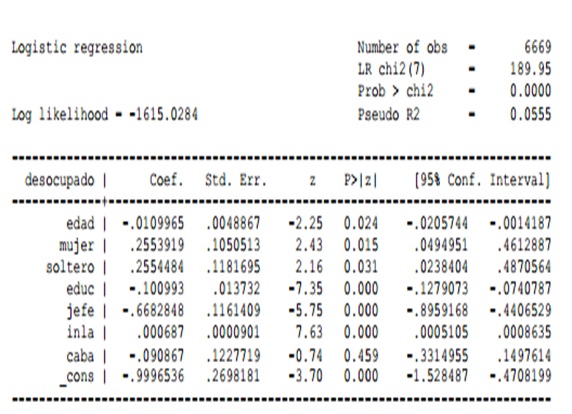 Logistic regression Number of obs = 6669
LR chi2(7) = 189.95
Prob > chi2 = 0.0000
Log likelihood = -1615.0284 Pseudo R2 = 0.0555
desocupado | Coef. Std. Err. z P>|z| [95% Conf. Interval]
edad | -.0109965 .0048867 -2.25 0.024 -.0205744 -.0014187
mujer | .2553919 .1050513 2.43 0.015 .0494951 .4612887
soltero | .2554484 .1181695 2.16 0.031 .0238404 .4870564
educ | -.100993 .013732 -7.35 0.000 -.1279073 -.0740787
jefe | -.6682848 .1161409 -5.75 0.000 -.8959168 -.4406529
inla | .000687 .0000901 7.63 0.000 .0005105 .0008635
caba | -.090867 .1227719 -0.74 0.459 -.3314955 .1497614
_cons | -.9996536 .2698181 -3.70 0.000 -1.528487 -.4708199